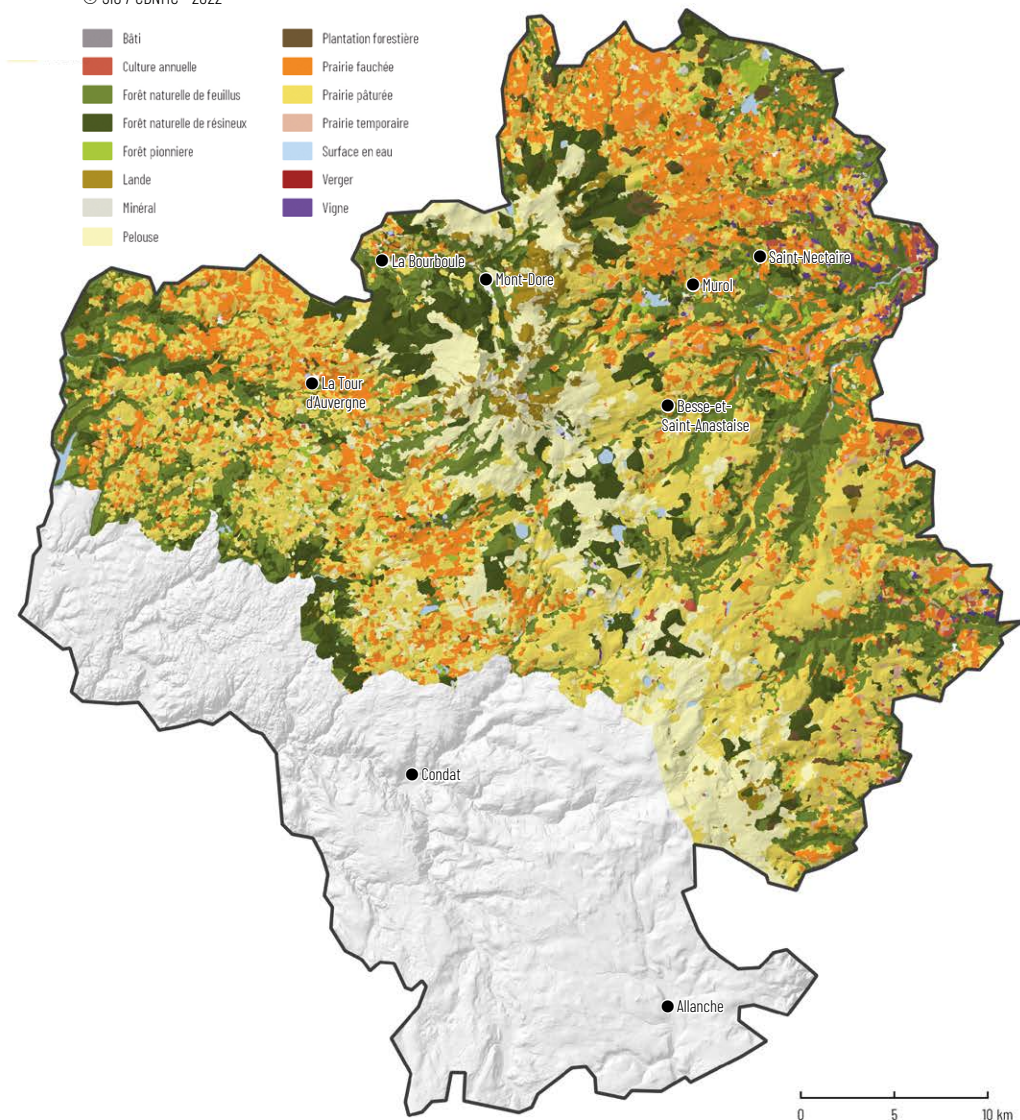 Bâti
Culture annuelle
Forêt naturelle de feuillus
Forêt naturelle de résineux
Forêt pionniere
Lande
Minéral
Pelouse
Plantation forestière
Prairie fauchée
Prairie pâturée
Prairie temporaire
Surface en eau
Verger
Vigne
La Bourboule
Mont-Dore
Saint-Nectaire
Murol
La Tour
d'Auvergne
Besse-et-
Saint-Anastaise
Condat
Allanche
0 5 10 km